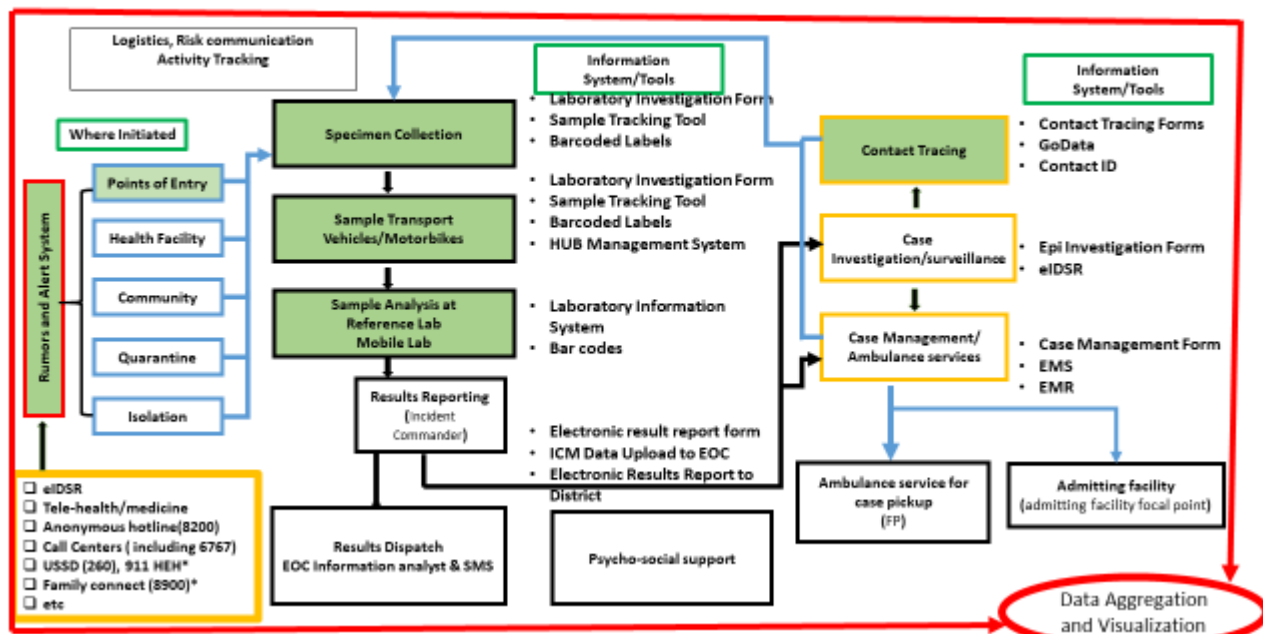 Logistics, Risk communication
Activity Tracking
Where Initiated
Rumors and Alert System
Points of Entry
Health Facility
Community
Quarantine
Isolation
❑ eIDSR
❑ Tele-health/medicine
❑ Anonymous hotline(8200)
❑ Call Centers ( including 6767)
❑ USSD (260), 911 HEH*
❑ Family connect (8900)*
❑ etc
Specimen Collection
Sample Transport
Vehicles/Motorbikes
Sample Analysis at
Reference Lab
Mobile Lab
Results Reporting
(Incident
Commander)
Results Dispatch
EOC Information analyst & SMS
Information
System/Tools
• Laboratory Investigation Form
• Sample Tracking Tool
• Barcoded Labels
• Laboratory Investigation Form
• Sample Tracking Tool
• Barcoded Labels
• HUB Management System
• Laboratory Information
System
• Bar codes
• Electronic result report form
• ICM Data Upload to EOC
• Electronic Results Report to
District
Psycho-social support
Contact Tracing
Case
Investigation/surveillance
Case Management/
Ambulance services
Ambulance service for
case pickup
(FP)
Admitting facility
(admitting facility focal point)
Information
System/Tools
• Contact Tracing Forms
• GoData
• Contact ID
• Epi Investigation Form
• eIDSR
• Case Management Form
• EMS
• EMR
Data Aggregation
and Visualization